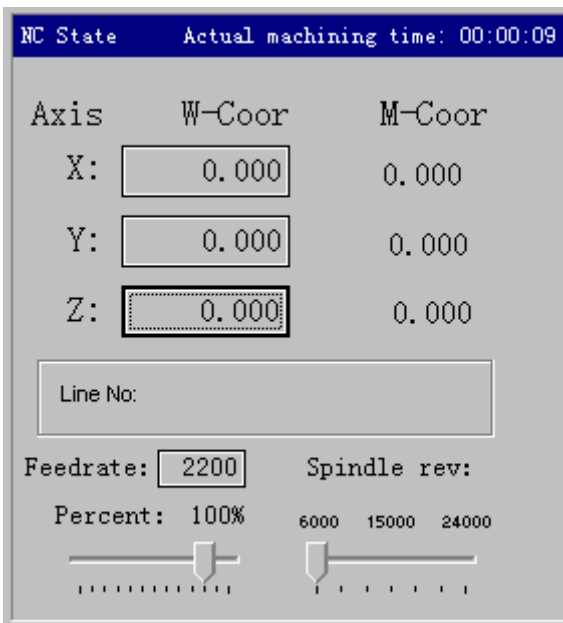 NC State Actual machining time: 00:00:09
Axis W-Coor M-Coor
X: 0.000 0.000
Y: 0.000 0.000
Z: 0.000 0.000
Line No:
Feedrate: 2200 Spindle rev:
Percent: 100% 6000 15000 24000